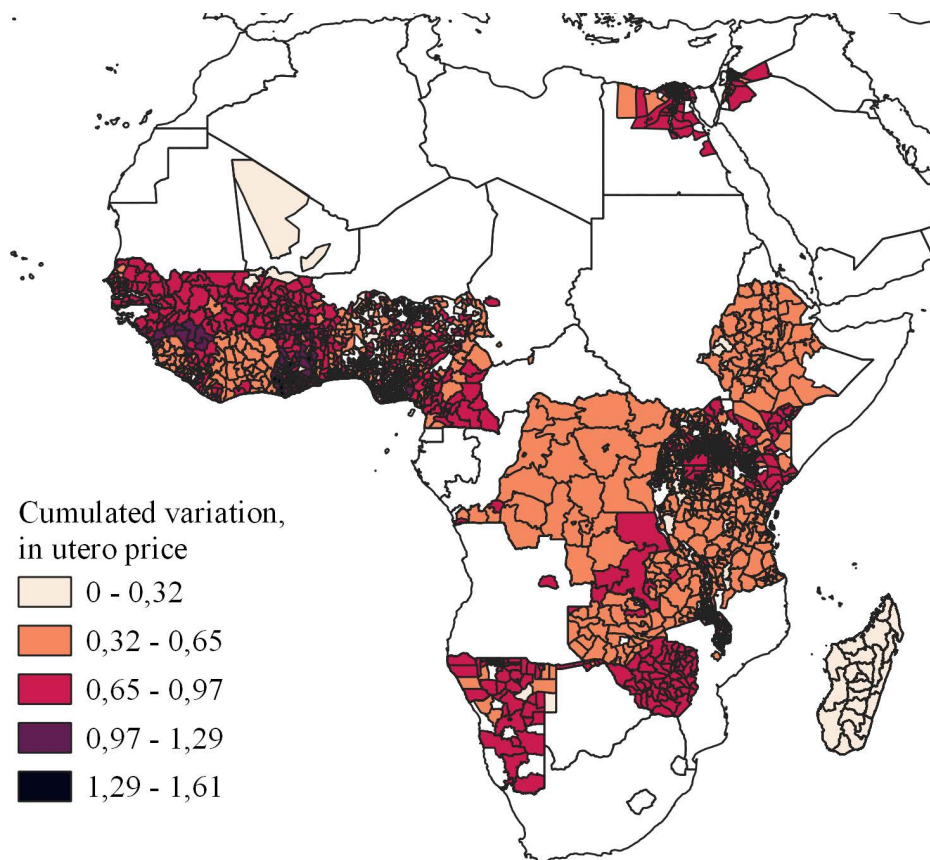 Cumulated variation,
in utero price
0 - 0,32
0,32 - 0,65
0,65 - 0,97
0,97 - 1,29
1,29 - 1,61